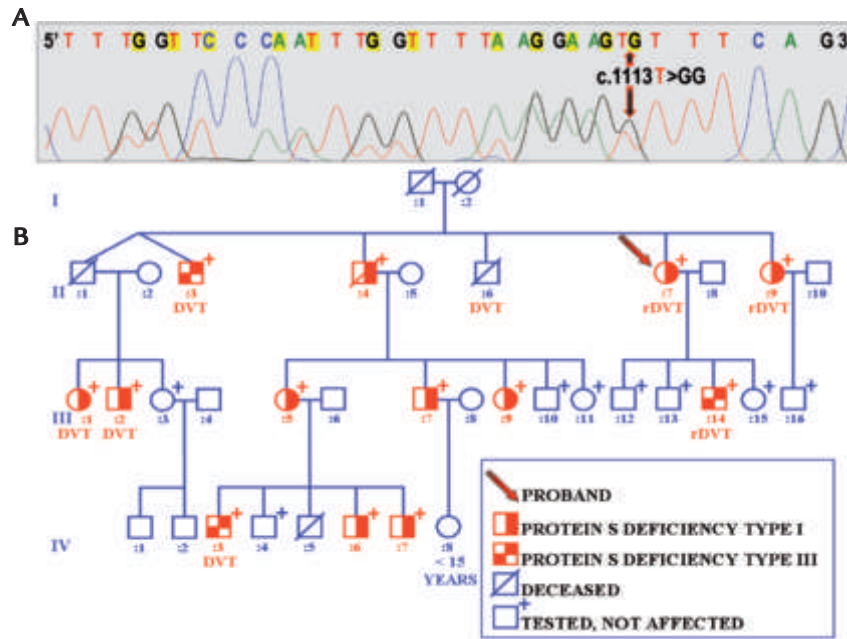 A
5' T T T G G T T C C C A A T T T G G T T T T A A G G A A G T G T T T C A G 3
c.1113 T>GG
I
:1 :2
B
II
+ + + +
:1 :2 :3 :4 :5 :6 :7 :8 :9 :10
DVT DVT rDVT rDVT
+ + + + + + + + + + + + +
III :1 :2 :3 :4 :5 :6 :7 :8 :9 :10 :11 :12 :13 :14 :15 :16
DVT DVT rDVT
+ + + +
IV :1 :2 :3 :4 :5 :6 :7 :8
DVT < 15
YEARS
PROBAND
PROTEIN S DEFICIENCY TYPE I
PROTEIN S DEFICIENCY TYPE III
DECEASED
+ TESTED, NOT AFFECTED